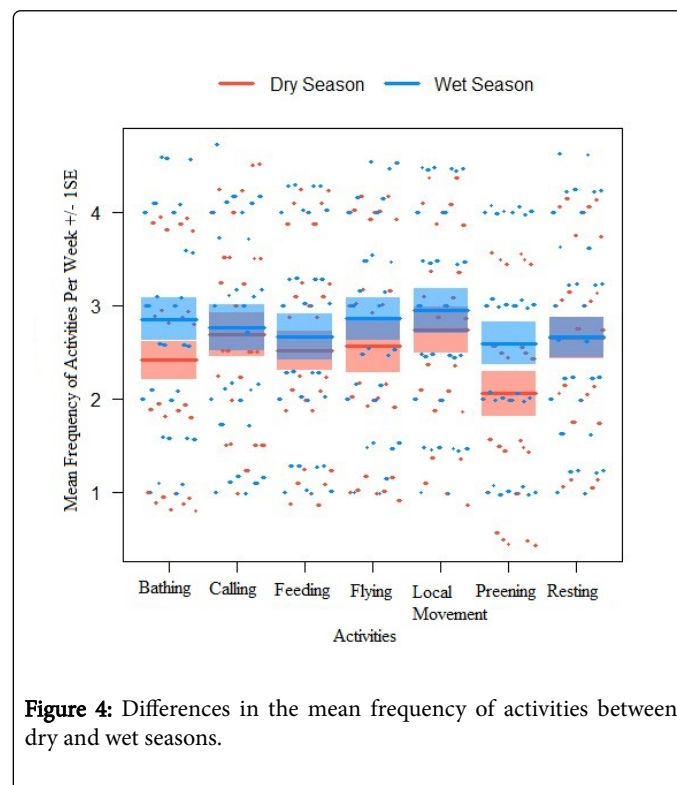 Dry Season Wet Season
Mean Frequency of Activities Per Week +/- 1SE
4
3
2
1
Bathing Calling Feeding Flying Local Movement Preening Resting
Activities
Figure 4: Differences in the mean frequency of activities between
dry and wet seasons.